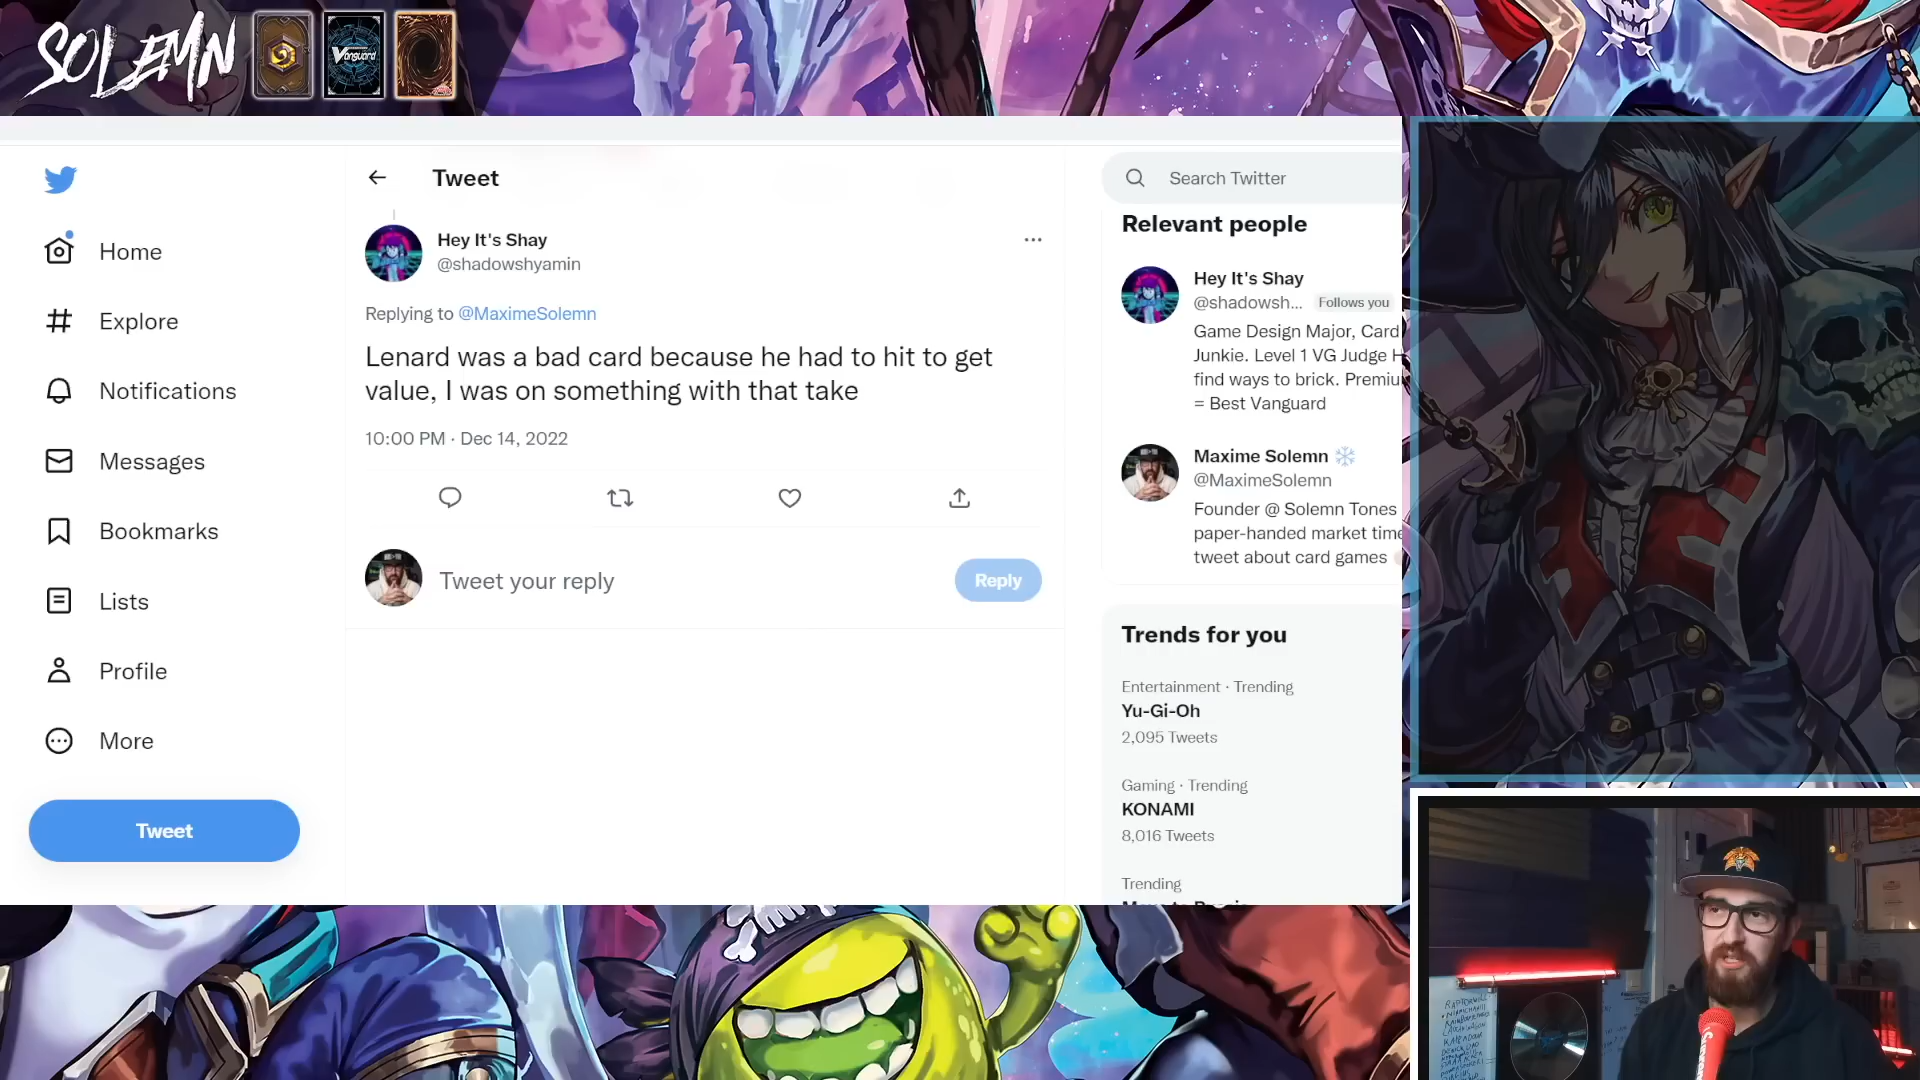 SOLEMN
Vanguard
Tweet
Search Twitter
Relevant people
Home
Explore
Notifications
Messages
Bookmarks
Lists
Profile
More
Tweet
Hey It's Shay
@shadowshyamin
Replying to @MaximeSolemn
Lenard was a bad card because he had to hit to get
value, I was on something with that take
10:00 PM · Dec 14, 2022
Tweet your reply
Reply
Hey It's Shay
@shadowsh... Follows you
Game Design Major, Card
Junkie. Level 1 VG Judge H
find ways to brick. Premiu
= Best Vanguard
Maxime Solemn
@MaximeSolemn
Founder @ Solemn Tones
paper-handed market time
tweet about card games
Trends for you
Entertainment · Trending
Yu-Gi-Oh
2,095 Tweets
Gaming · Trending
KONAMI
8,016 Tweets
Trending